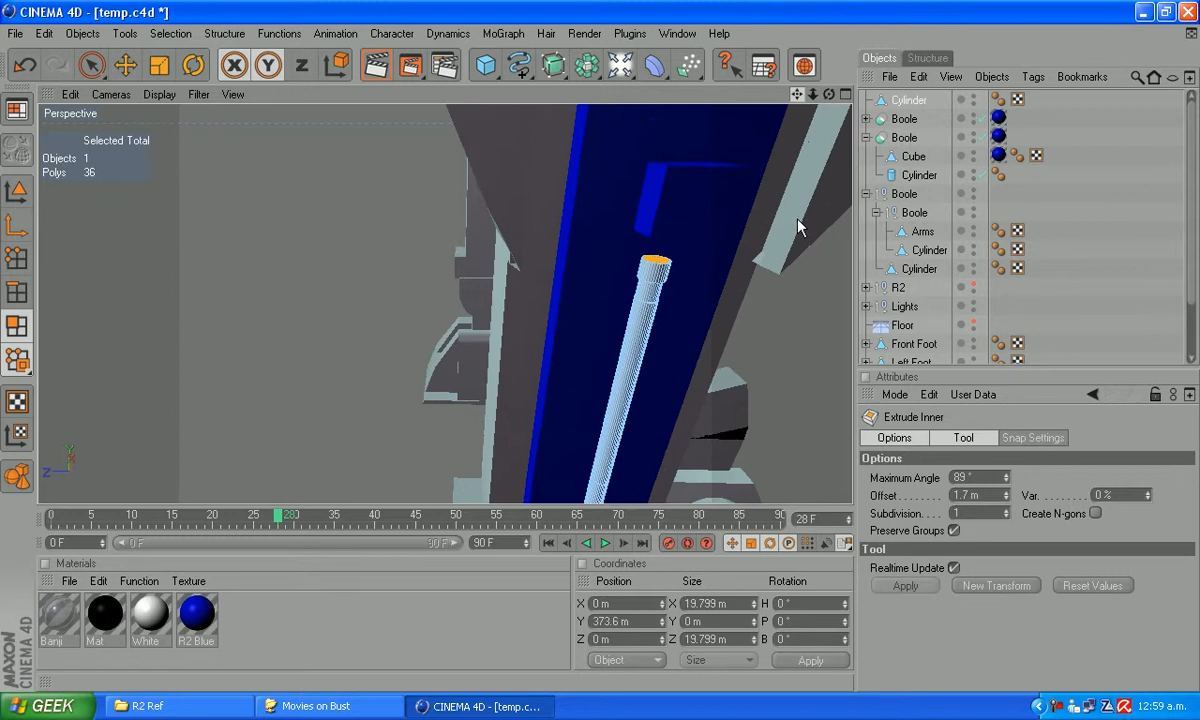 CINEMA 4D - [temp.c4d *]
File Edit Objects Tools Selection Structure Functions Animation Character Dynamics MoGraph Hair Render Plugins Window Help
Edit Cameras Display Filter View
Perspective
Selected Total
Objects 1
Polys 36
Y
X
Z
Objects Structure
File Edit View Objects Tags Bookmarks
Cylinder
Boole
Boole
Cube
Cylinder
Boole
Boole
Arms
Cylinder
Cylinder
R2
Lights
Floor
Front Foot
Left Foot
Attributes
Mode Edit User Data
Extrude Inner
Options Tool Snap Settings
Options
Maximum Angle 89 °
Offset 1.7 m Var. 0 %
Subdivision 1 Create N-gons
Preserve Groups
Tool
Realtime Update
Apply New Transform Reset Values
0 5 10 15 20 25 280 35 40 45 50 55 60 65 70 75 80 85 90 28 F
0 F 0 F 90 F 90 F
Materials
File Edit Function Texture
Banji Mat White R2 Blue
Coordinates
Position Size Rotation
X 0 m X 19.799 m H 0 °
Y 373.6 m Y 0 m P 0 °
Z 0 m Z 19.799 m B 0 °
Object Size Apply
MAXON
CINEMA 4D
GEEK R2 Ref Movies on Bust CINEMA 4D - [temp.c... 12:59 a.m.